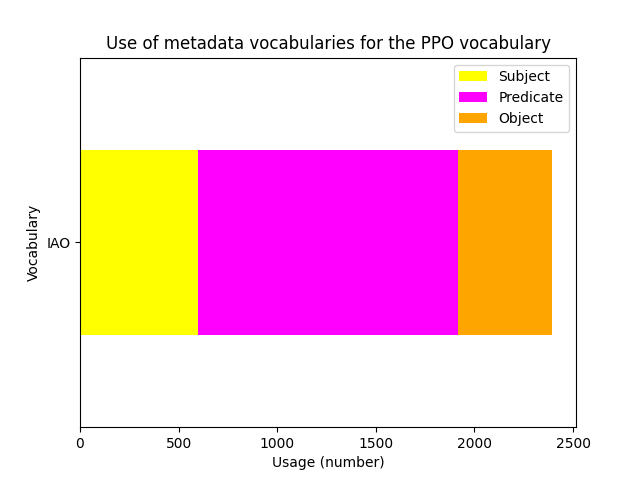 Use of metadata vocabularies for the PPO vocabulary
Subject
Predicate
Object
Vocabulary
IAO
0 500 1000 1500 2000 2500
Usage (number)